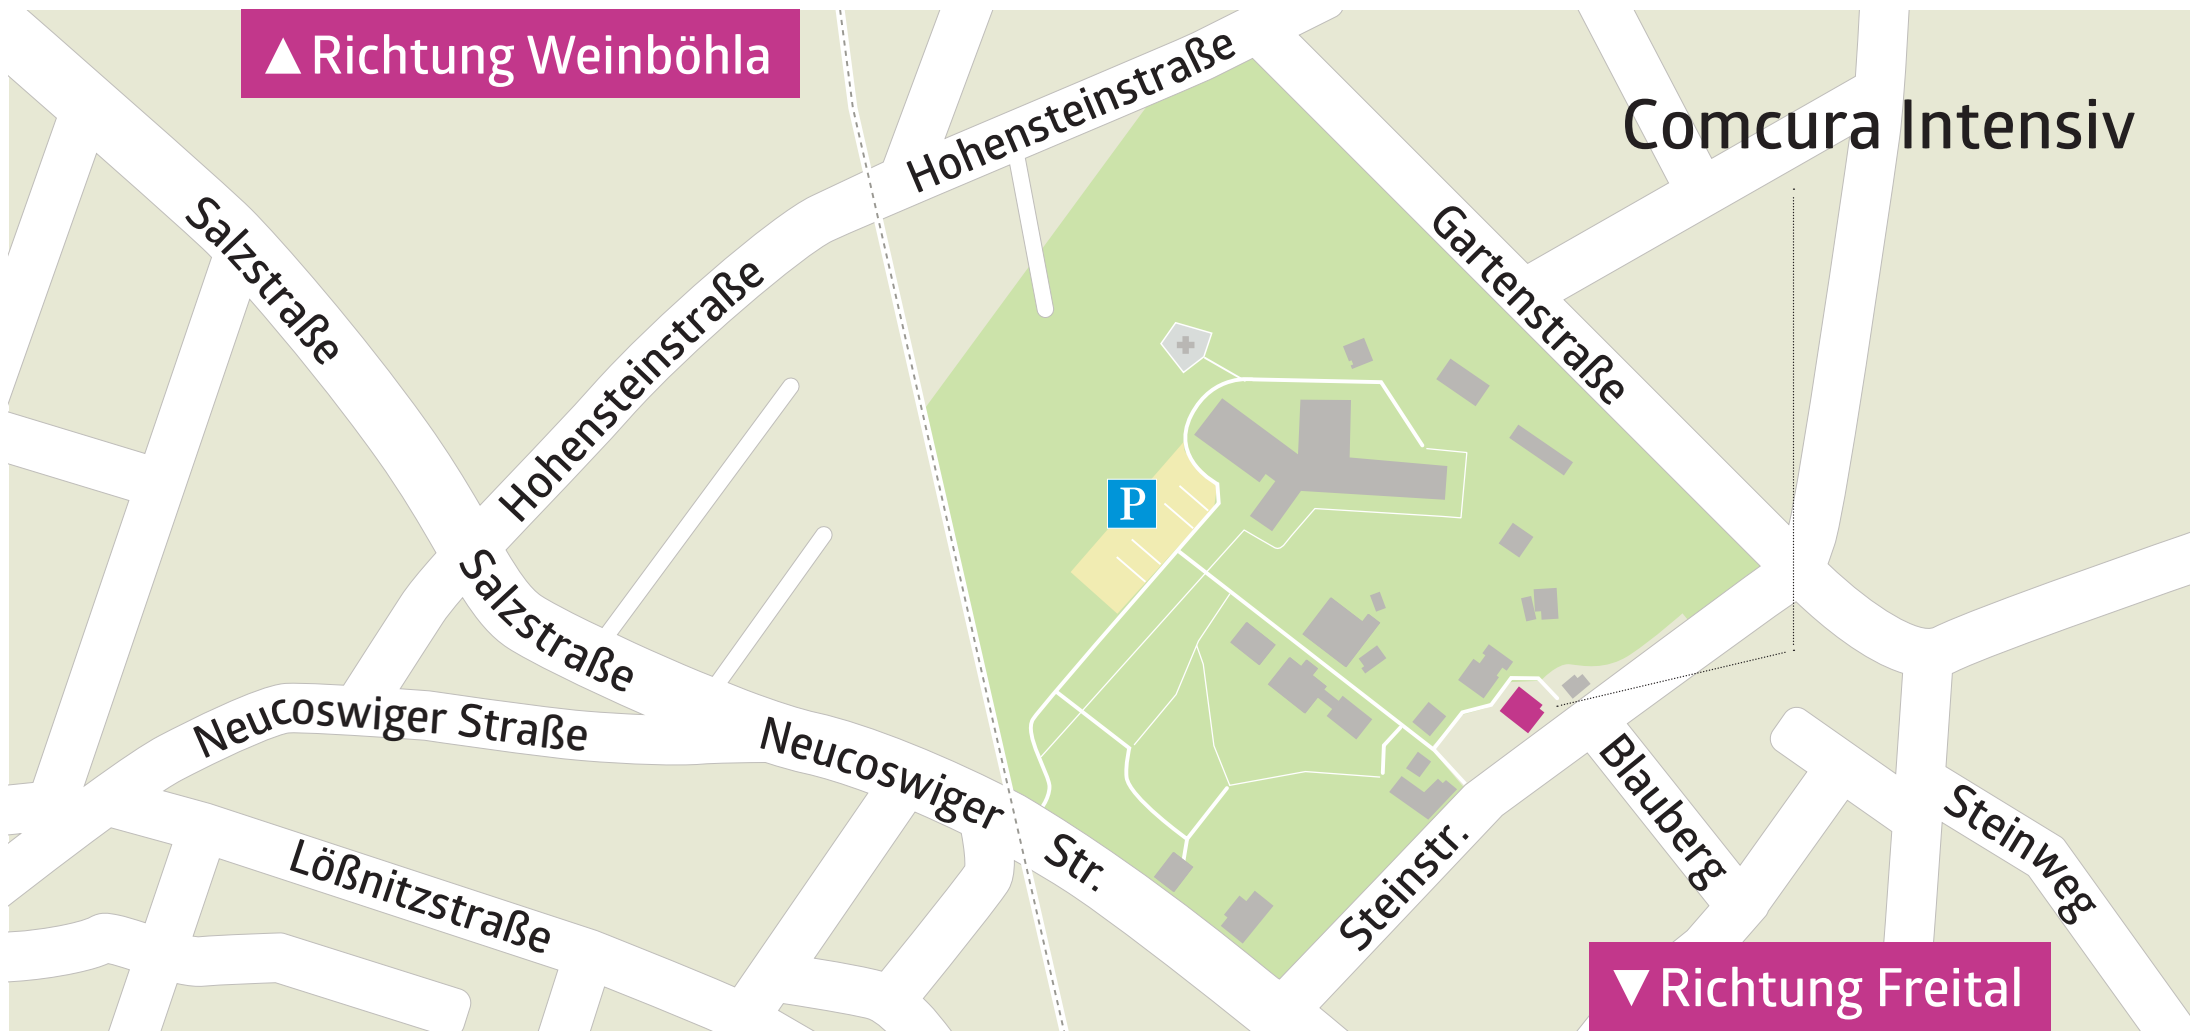 ▲ Richtung Weinböhla
Hohensteinstraße
Comcura Intensiv
Salzstraße
Gartenstraße
Hohensteinstraße
P
Salzstraße
Neucoswiger Straße
Neucoswiger Str.
Blauberg
Steinweg
Lößnitzstraße
Steinstr.
▼ Richtung Freital